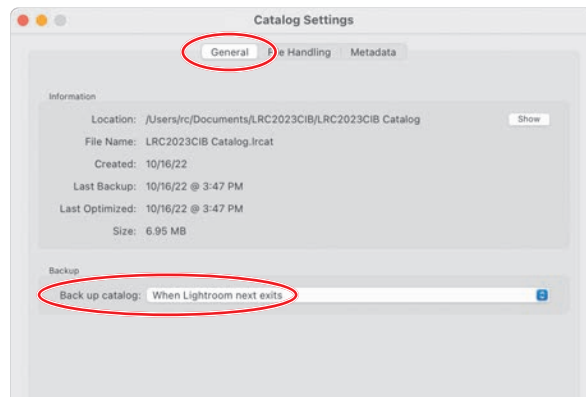 Catalog Settings
General File Handling Metadata
Information
Location: /Users/rc/Documents/LRC2023CIB/LRC2023CIB Catalog Show
File Name: LRC2023CIB Catalog.lrcat
Created: 10/16/22
Last Backup: 10/16/22 @ 3:47 PM
Last Optimized: 10/16/22 @ 3:47 PM
Size: 6.95 MB
Backup
Back up catalog: When Lightroom next exits